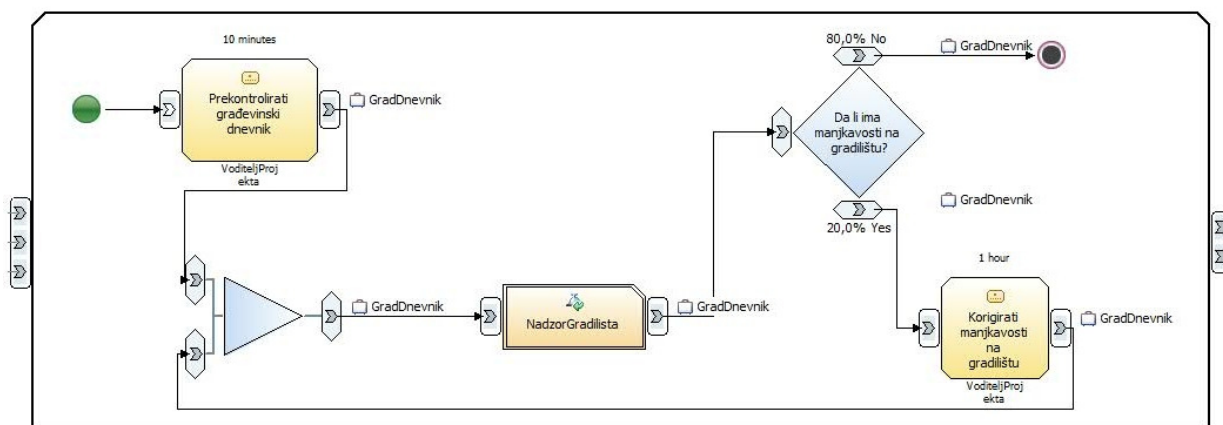 10 minutes
Prekontrolirati
građevinski
dnevnik
VoditeljProj
ekta
GradDnevnik
80,0% No
GradDnevnik
Da li ima
manjkavosti na
gradilištu?
20,0% Yes
GradDnevnik
GradDnevnik
NadzorGradilista
GradDnevnik
1 hour
Korigirati
manjkavosti
na
gradilištu
VoditeljProj
ekta
GradDnevnik